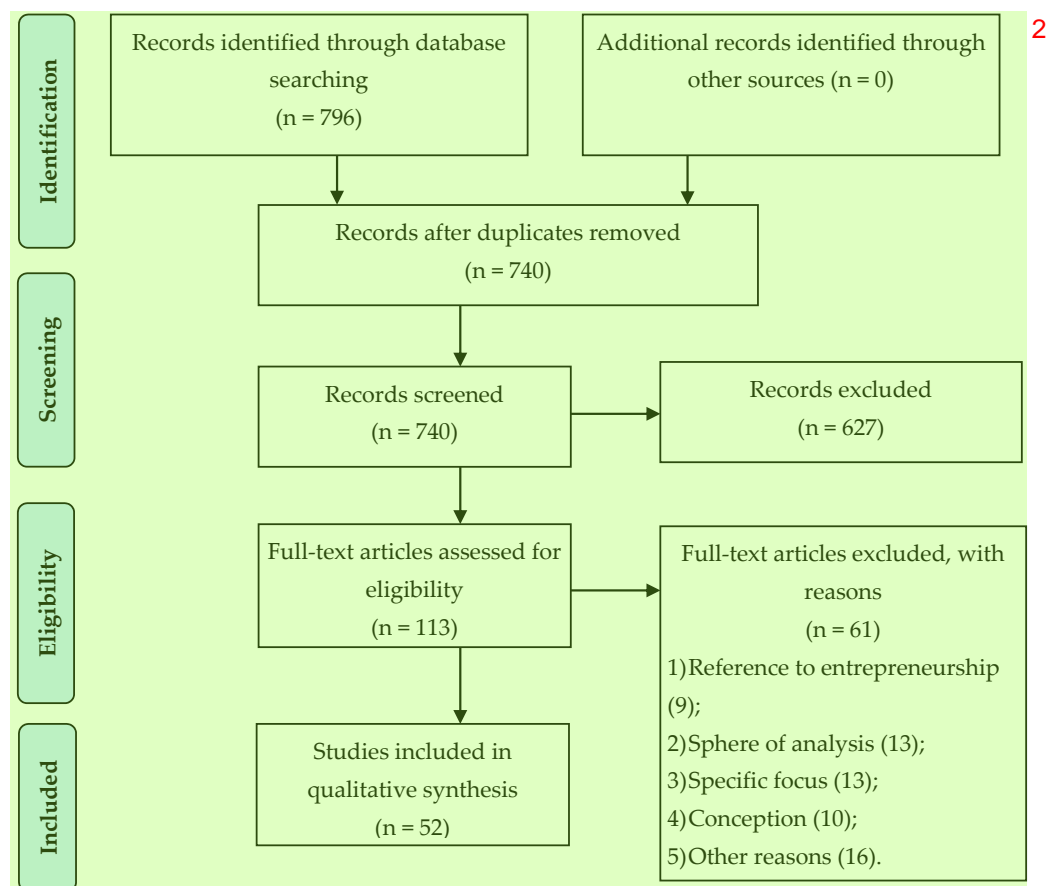 2
Identification
Records identified through database
searching
(n = 796)
Additional records identified through
other sources (n = 0)
Records after duplicates removed
(n = 740)
Screening
Records screened
(n = 740)
Records excluded
(n = 627)
Eligibility
Full-text articles assessed for
eligibility
(n = 113)
Full-text articles excluded, with
reasons
(n = 61)
1)Reference to entrepreneurship
(9);
2)Sphere of analysis (13);
3)Specific focus (13);
4)Conception (10);
5)Other reasons (16).
Included
Studies included in
qualitative synthesis
(n = 52)